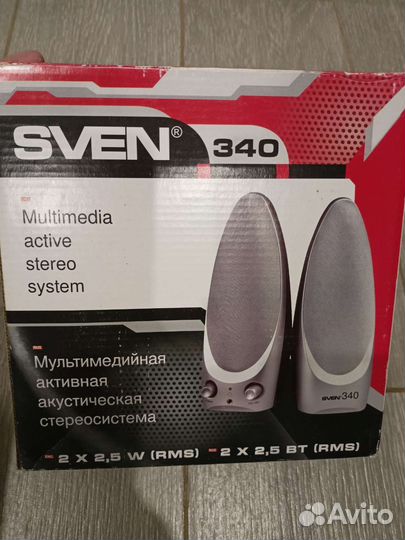 SVEN® 340
Multimedia
active
stereo
system
Мультимедийная
активная
акустическая
стереосистема
SVEN 340
2 X 2,5 W (RMS) 2 X 2,5 ВТ (RMS)
Avito